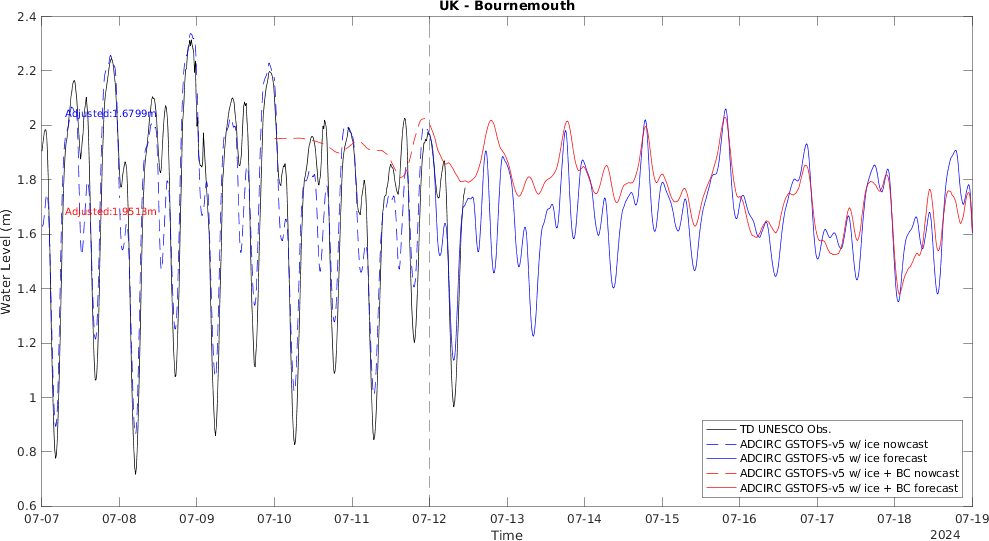 UK - Bournemouth
2.4
2.2
2
1.8
1.6
1.4
1.2
1
0.8
0.6
Water Level (m)
Adjusted:1.6799m
Adjusted:1.9513m
TD UNESCO Obs.
ADCIRC GSTOFS-v5 w/ ice nowcast
ADCIRC GSTOFS-v5 w/ ice forecast
ADCIRC GSTOFS-v5 w/ ice + BC nowcast
ADCIRC GSTOFS-v5 w/ ice + BC forecast
07-07 07-08 07-09 07-10 07-11 07-12 07-13 07-14 07-15 07-16 07-17 07-18 07-19
Time
2024